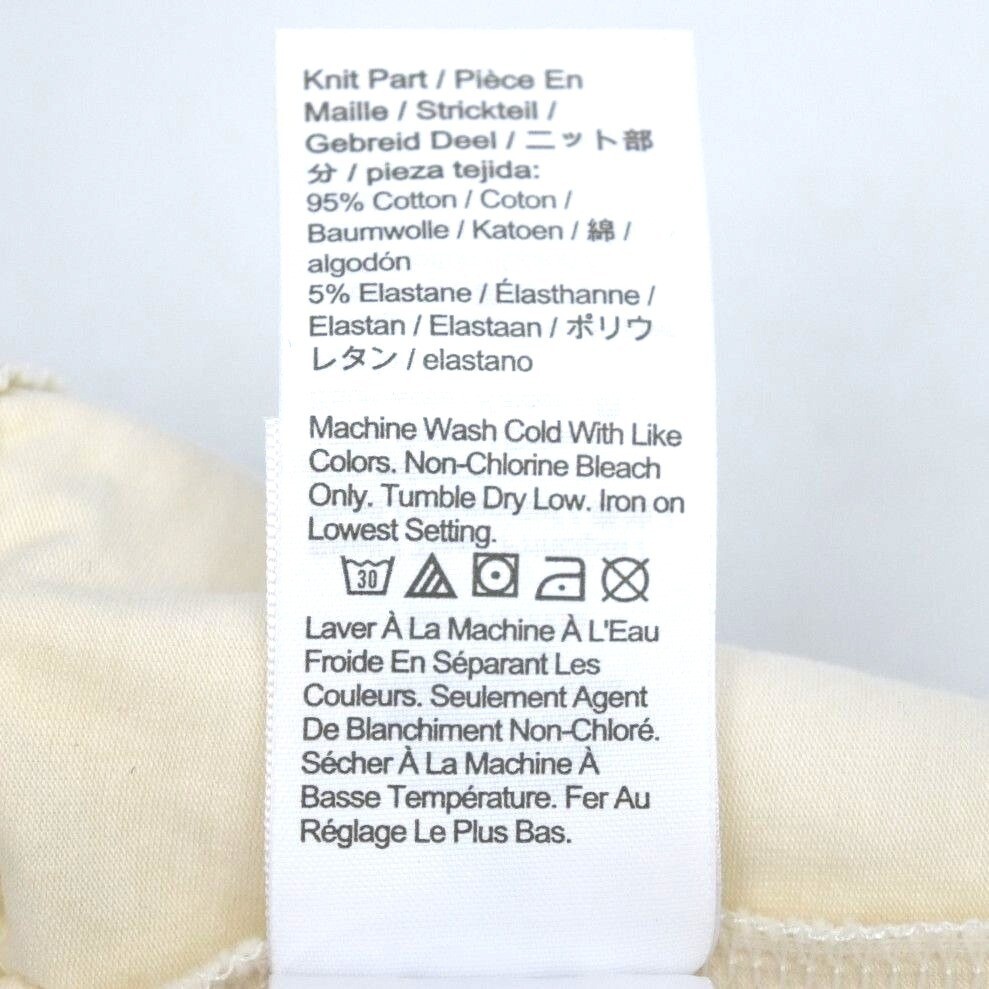 Knit Part / Pièce En
Maille / Strickteil /
Gebreid Deel / ニット部
分 / pieza tejida:
95% Cotton / Coton /
Baumwolle / Katoen / 綿 /
algodón
5% Elastane / Élasthanne /
Elastan / Elastaan / ポリウ
レタン / elastano
Machine Wash Cold With Like
Colors. Non-Chlorine Bleach
Only. Tumble Dry Low. Iron on
Lowest Setting.
30
Laver À La Machine À L'Eau
Froide En Séparant Les
Couleurs. Seulement Agent
De Blanchiment Non-Chloré.
Sécher À La Machine À
Basse Température. Fer Au
Réglage Le Plus Bas.